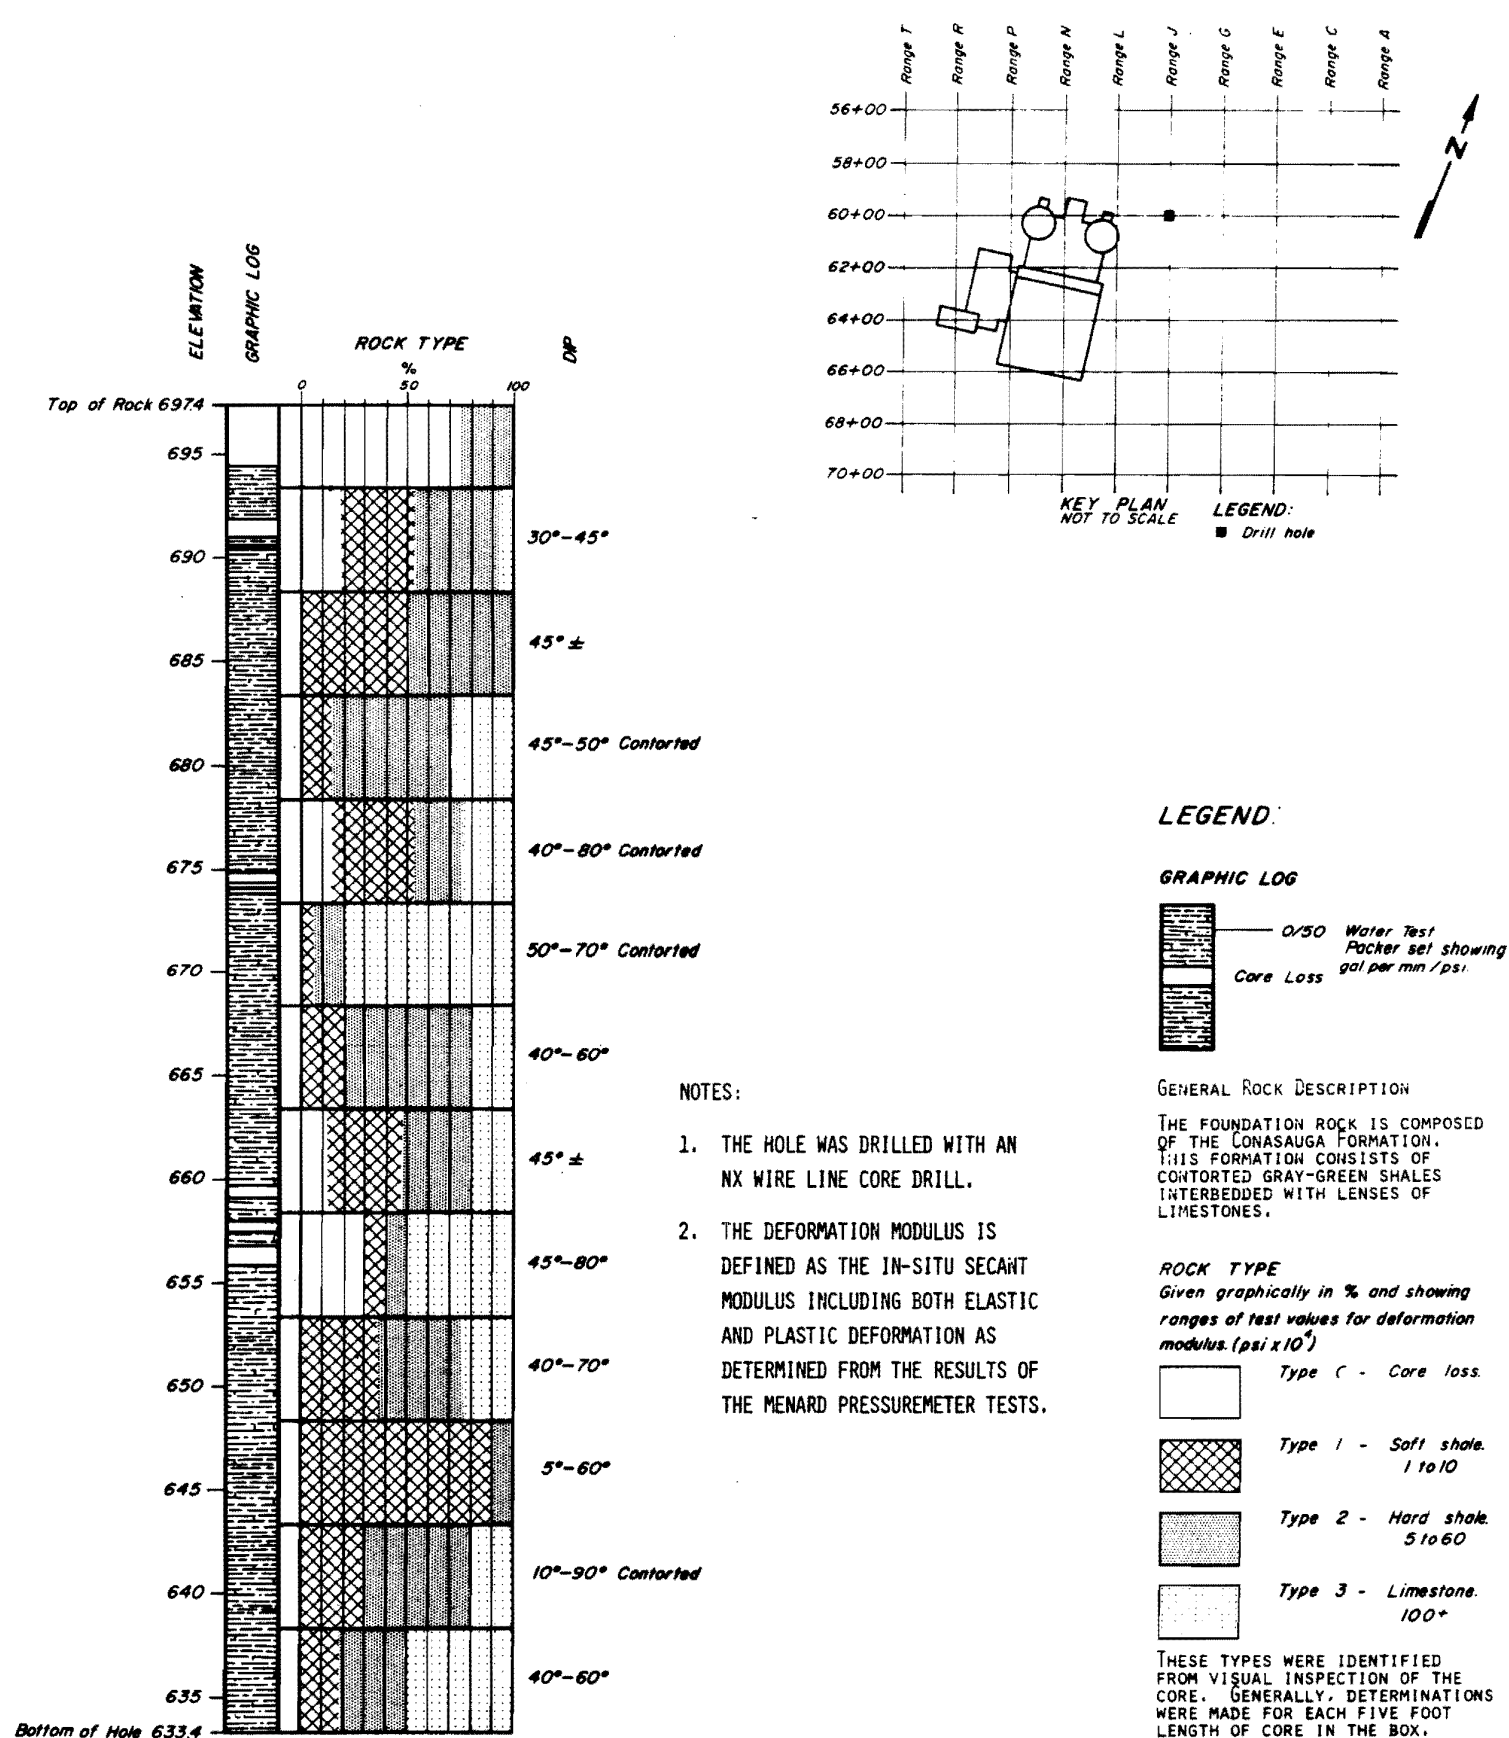 Range T
Range R
Range P
Range N
Range L
Range J
Range G
Range E
Range C
Range A
56+00
58+00
60+00
62+00
64+00
66+00
68+00
70+00
N
KEY PLAN
NOT TO SCALE
LEGEND:
Drill hole
ELEVATION
GRAPHIC LOG
ROCK TYPE
%
DIP
0 50 100
Top of Rock 697.4
695
690
685
680
675
670
665
660
655
650
645
640
635
Bottom of Hole 633.4
30°-45°
45° ±
45°-50° Contorted
40°-80° Contorted
50°-70° Contorted
40°-60°
45° ±
45°-80°
40°-70°
5°-60°
10°-90° Contorted
40°-60°
NOTES:
1. THE HOLE WAS DRILLED WITH AN
NX WIRE LINE CORE DRILL.
2. THE DEFORMATION MODULUS IS
DEFINED AS THE IN-SITU SECANT
MODULUS INCLUDING BOTH ELASTIC
AND PLASTIC DEFORMATION AS
DETERMINED FROM THE RESULTS OF
THE MENARD PRESSUREMETER TESTS.
LEGEND:
GRAPHIC LOG
0/50 Water Test
Packer set showing
gal per min/psi.
Core Loss
GENERAL ROCK DESCRIPTION
THE FOUNDATION ROCK IS COMPOSED
OF THE CONASAUGA FORMATION.
THIS FORMATION CONSISTS OF
CONTORTED GRAY-GREEN SHALES
INTERBEDDED WITH LENSES OF
LIMESTONES.
ROCK TYPE
Given graphically in % and showing
ranges of test values for deformation
modulus. (psi x 10⁴)
Type C - Core loss.
Type 1 - Soft shale.
1 to 10
Type 2 - Hard shale.
5 to 60
Type 3 - Limestone.
100+
THESE TYPES WERE IDENTIFIED
FROM VISUAL INSPECTION OF THE
CORE. GENERALLY, DETERMINATIONS
WERE MADE FOR EACH FIVE FOOT
LENGTH OF CORE IN THE BOX.